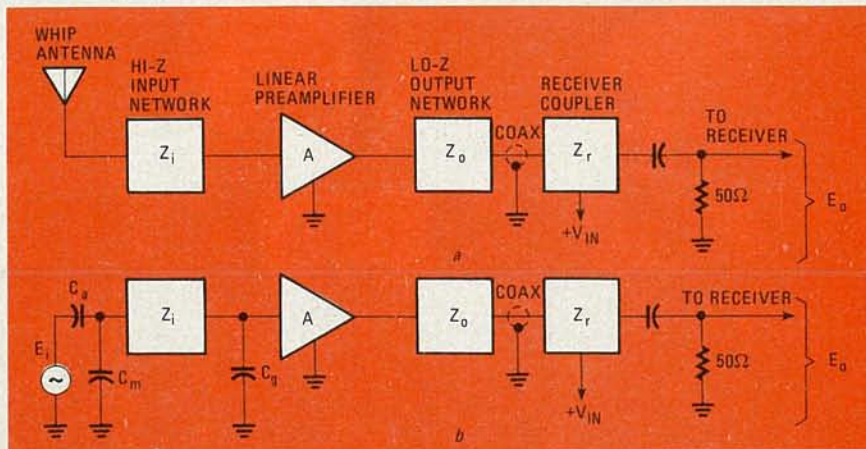 WHIP
ANTENNA
HI-Z
INPUT
NETWORK
LINEAR
PREAMPLIFIER
LO-Z
OUTPUT
NETWORK
RECEIVER
COUPLER
TO
RECEIVER
COAX
Zi
A
Zo
Zr
50Ω
Eo
+VIN
a
Ca
COAX
TO RECEIVER
Ei
Cm
Zi
Cg
A
Zo
Zr
50Ω
Eo
+VIN
b